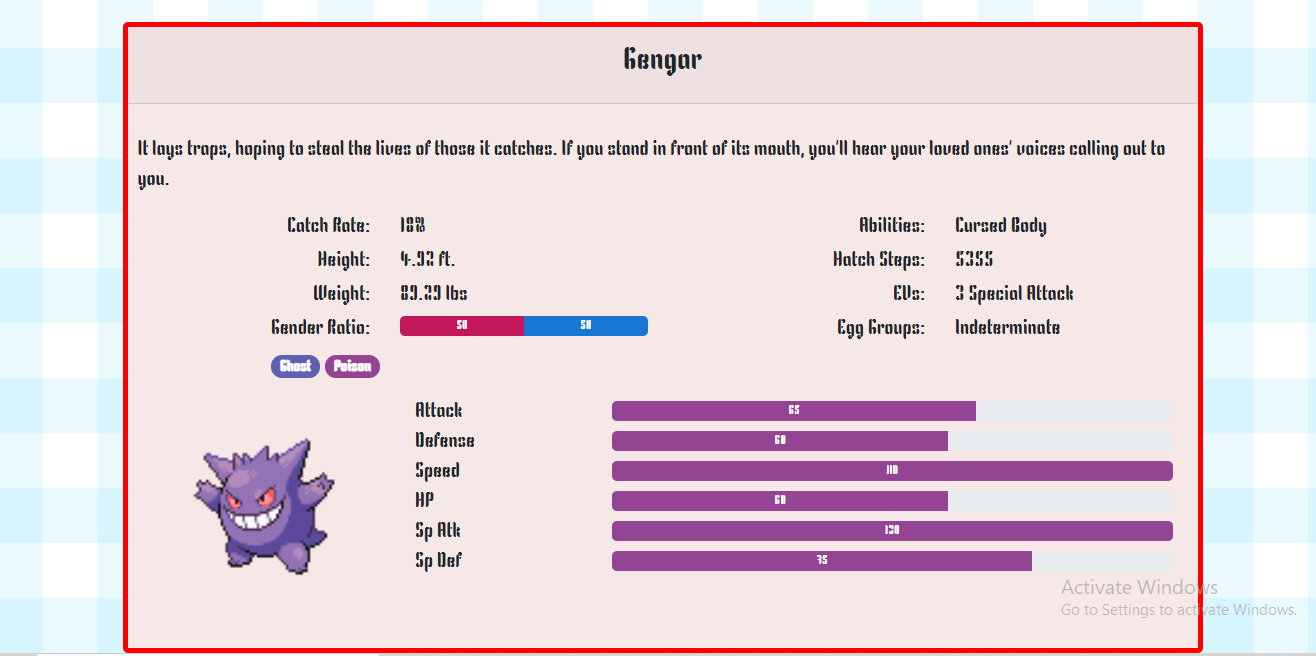 Gengar
It lays traps, hoping to steal the lives of those it catches. If you stand in front of its mouth, you'll hear your loved ones' voices calling out to
you.
Catch Rate: 18% Abilities: Cursed Body
Height: 4.92 ft. Hatch Steps: 5355
Weight: 89.29 lbs EVs: 3 Special Attack
Gender Ratio: 50 50 Egg Groups: Indeterminate
Ghost Poison
Attack 65
Defense 60
Speed 110
HP 60
Sp Atk 130
Sp Def 75
Activate Windows
Go to Settings to activate Windows.